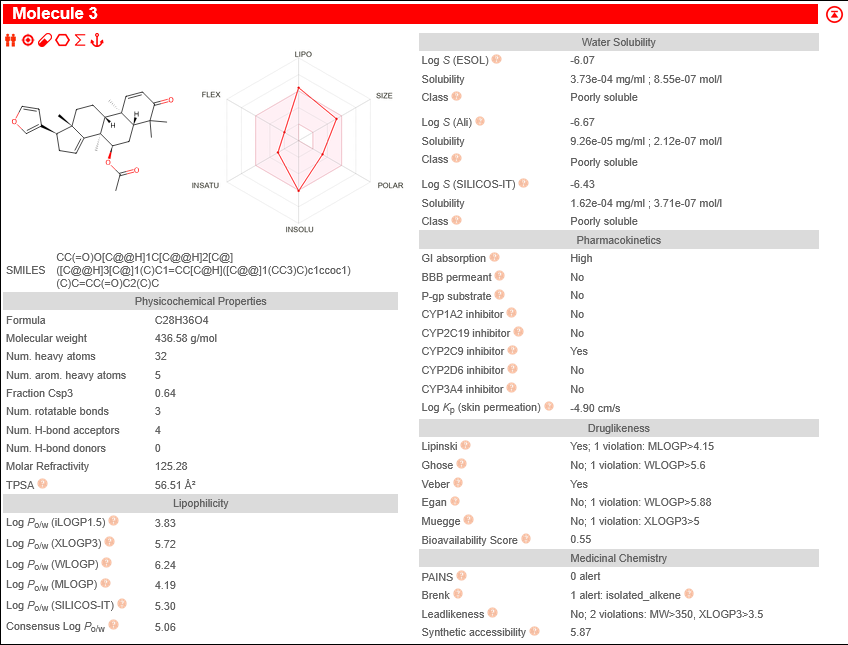 Molecule 3
LIPO
FLEX
SIZE
INSATU
POLAR
INSOLU
O
O
H
H
O
O
SMILES
CC(=O)O[C@@H]1C[C@@H]2[C@]
([C@@H]3[C@]1(C)C1=CC[C@H]([C@@]1(CC3)C)c1ccoc1)
(C)C=CC(=O)C2(C)C
Physicochemical Properties
Formula C28H36O4
Molecular weight 436.58 g/mol
Num. heavy atoms 32
Num. arom. heavy atoms 5
Fraction Csp3 0.64
Num. rotatable bonds 3
Num. H-bond acceptors 4
Num. H-bond donors 0
Molar Refractivity 125.28
TPSA ? 56.51 Å²
Lipophilicity
Log Po/w (iLOGP1.5) ? 3.83
Log Po/w (XLOGP3) ? 5.72
Log Po/w (WLOGP) ? 6.24
Log Po/w (MLOGP) ? 4.19
Log Po/w (SILICOS-IT) ? 5.30
Consensus Log Po/w ? 5.06
Water Solubility
Log S (ESOL) ? -6.07
Solubility 3.73e-04 mg/ml ; 8.55e-07 mol/l
Class ? Poorly soluble
Log S (Ali) ? -6.67
Solubility 9.26e-05 mg/ml ; 2.12e-07 mol/l
Class ? Poorly soluble
Log S (SILICOS-IT) ? -6.43
Solubility 1.62e-04 mg/ml ; 3.71e-07 mol/l
Class ? Poorly soluble
Pharmacokinetics
GI absorption ? High
BBB permeant ? No
P-gp substrate ? No
CYP1A2 inhibitor ? No
CYP2C19 inhibitor ? No
CYP2C9 inhibitor ? Yes
CYP2D6 inhibitor ? No
CYP3A4 inhibitor ? No
Log Kp (skin permeation) ? -4.90 cm/s
Druglikeness
Lipinski ? Yes; 1 violation: MLOGP>4.15
Ghose ? No; 1 violation: WLOGP>5.6
Veber ? Yes
Egan ? No; 1 violation: WLOGP>5.88
Muegge ? No; 1 violation: XLOGP3>5
Bioavailability Score ? 0.55
Medicinal Chemistry
PAINS ? 0 alert
Brenk ? 1 alert: isolated_alkene ?
Leadlikeness ? No; 2 violations: MW>350, XLOGP3>3.5
Synthetic accessibility ? 5.87